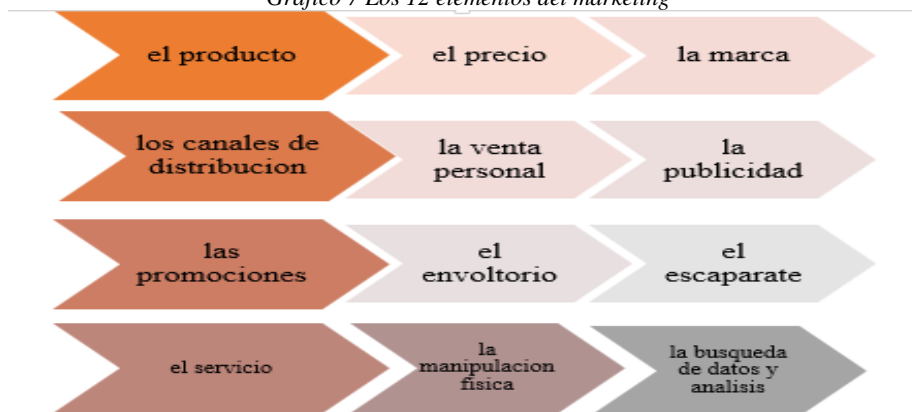 Gráfico 7 Los 12 elementos del marketing
el producto
el precio
la marca
los canales de
distribucion
la venta
personal
la
publicidad
las
promociones
el
envoltorio
el
escaparate
el servicio
la
manipulacion
fisica
la busqueda
de datos y
analisis